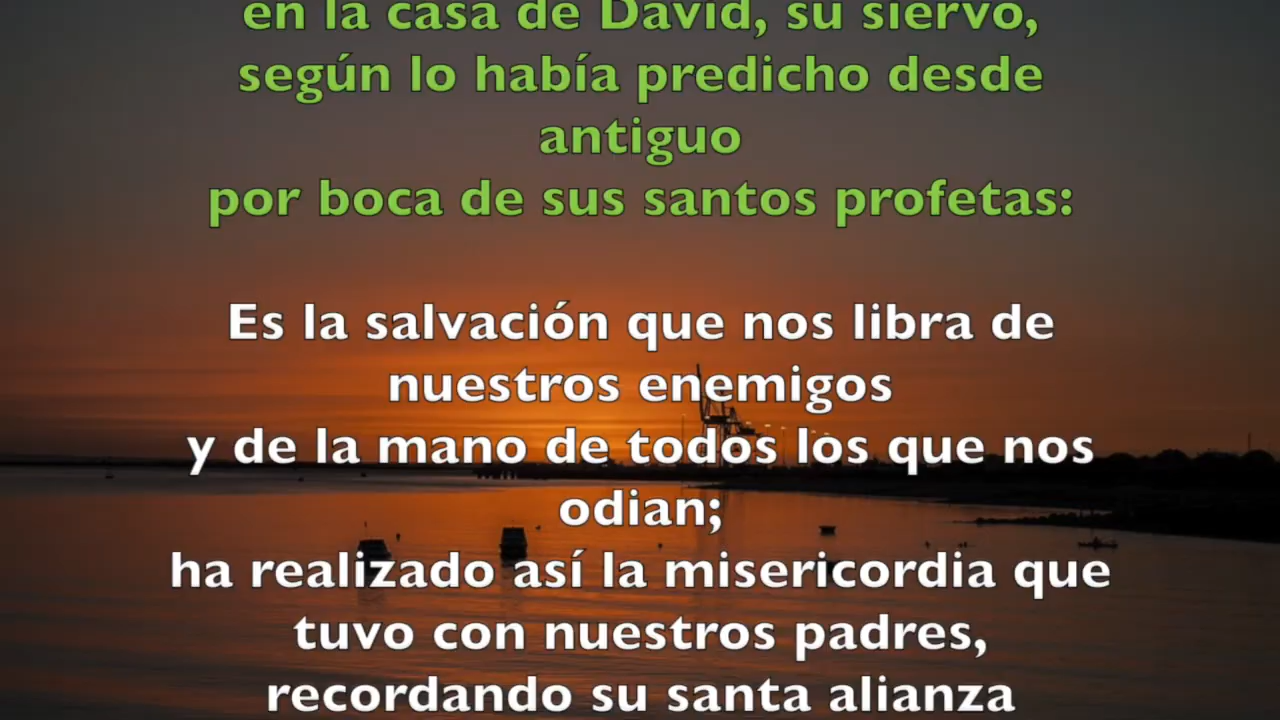 en la casa de David, su siervo,
según lo había predicho desde
antiguo
por boca de sus santos profetas:
Es la salvación que nos libra de
nuestros enemigos
y de la mano de todos los que nos
odian;
ha realizado así la misericordia que
tuvo con nuestros padres,
recordando su santa alianza